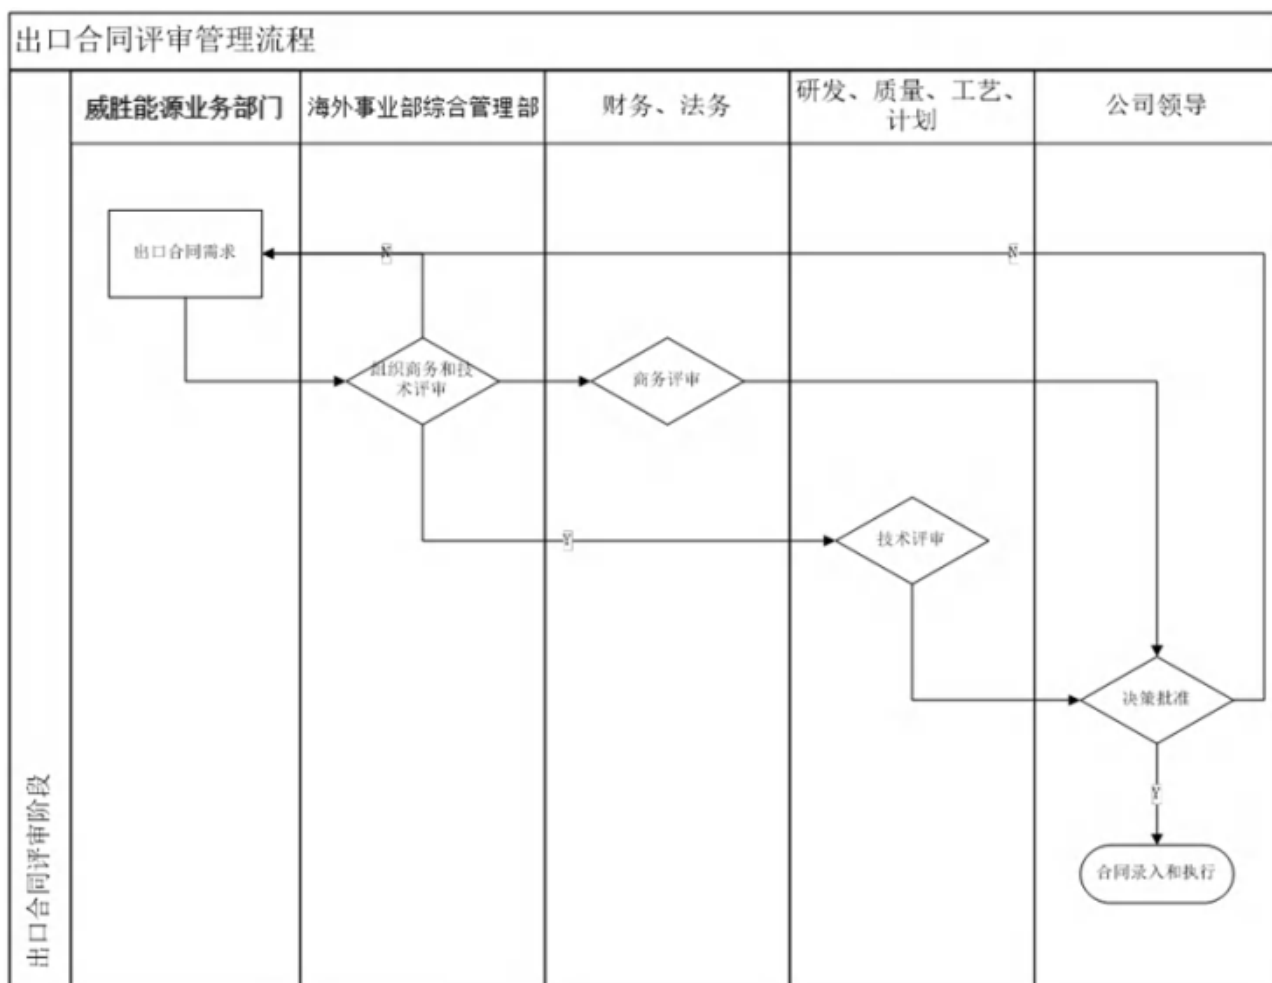 出口合同评审管理流程
威胜能源业务部门
海外事业部综合管理部
财务、法务
研发、质量、工艺、
计划
公司领导
出口合同需求
N
N
组织商务和技
术评审
商务评审
Y
技术评审
决策批准
Y
合同录入和执行
出口合同评审阶段